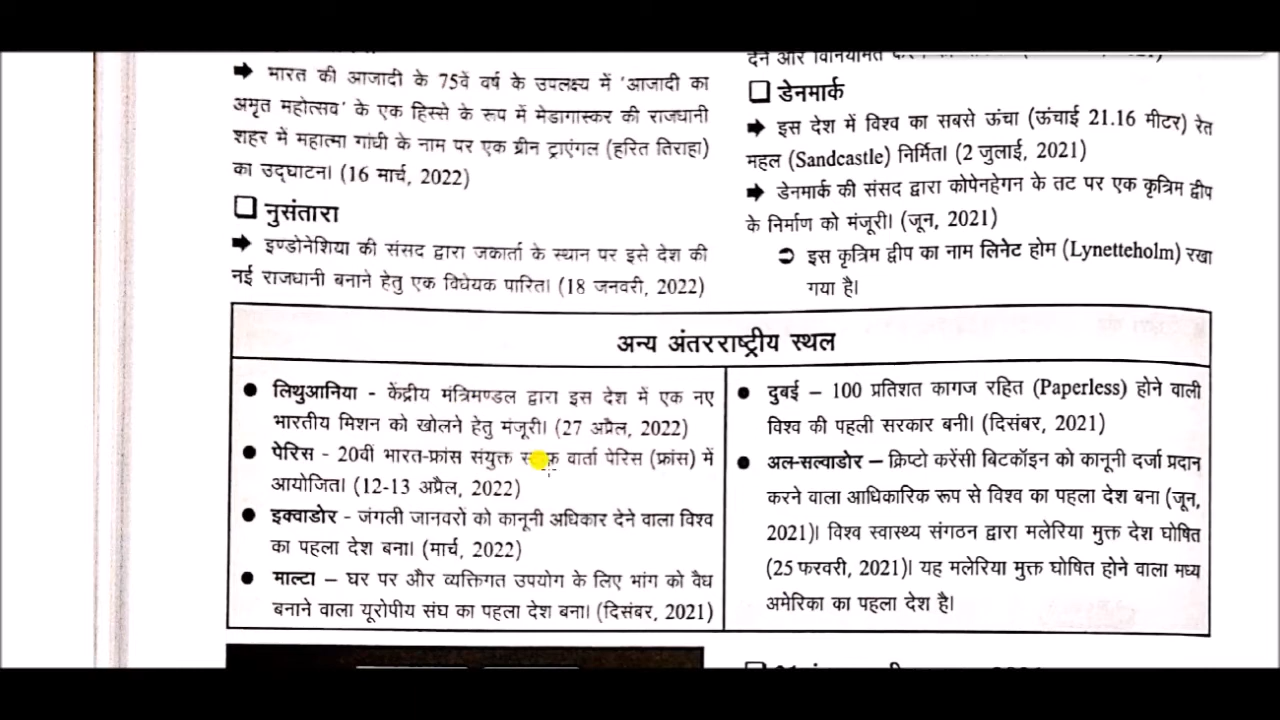 ➡ भारत की आजादी के 75वें वर्ष के उपलक्ष्य में 'आजादी का
अमृत महोत्सव' के एक हिस्से के रूप में मेडागास्कर की राजधानी
शहर में महात्मा गांधी के नाम पर एक ग्रीन ट्राएंगल (हरित तिराहा)
का उद्घाटन। (16 मार्च, 2022)
❑ नुसंतारा
➡ इण्डोनेशिया की संसद द्वारा जकार्ता के स्थान पर इसे देश की
नई राजधानी बनाने हेतु एक विधेयक पारित। (18 जनवरी, 2022)
देने और विनियमित
❑ डेनमार्क
➡ इस देश में विश्व का सबसे ऊंचा (ऊंचाई 21.16 मीटर) रेत
महल (Sandcastle) निर्मित। (2 जुलाई, 2021)
➡ डेनमार्क की संसद द्वारा कोपेनहेगन के तट पर एक कृत्रिम द्वीप
के निर्माण को मंजूरी। (जून, 2021)
➲ इस कृत्रिम द्वीप का नाम लिनेट होम (Lynetteholm) रखा
गया है।
अन्य अंतरराष्ट्रीय स्थल
● लिथुआनिया - केंद्रीय मंत्रिमण्डल द्वारा इस देश में एक नए
भारतीय मिशन को खोलने हेतु मंजूरी। (27 अप्रैल, 2022)
● पेरिस - 20वीं भारत-फ्रांस संयुक्त वार्ता पेरिस (फ्रांस) में
आयोजित। (12-13 अप्रैल, 2022)
● इक्वाडोर - जंगली जानवरों को कानूनी अधिकार देने वाला विश्व
का पहला देश बना। (मार्च, 2022)
● माल्टा – घर पर और व्यक्तिगत उपयोग के लिए भांग को वैध
बनाने वाला यूरोपीय संघ का पहला देश बना। (दिसंबर, 2021)
● दुबई – 100 प्रतिशत कागज रहित (Paperless) होने वाली
विश्व की पहली सरकार बनी। (दिसंबर, 2021)
● अल-सल्वाडोर – क्रिप्टो करेंसी बिटकॉइन को कानूनी दर्जा प्रदान
करने वाला आधिकारिक रूप से विश्व का पहला देश बना (जून,
2021)। विश्व स्वास्थ्य संगठन द्वारा मलेरिया मुक्त देश घोषित
(25 फरवरी, 2021)। यह मलेरिया मुक्त घोषित होने वाला मध्य
अमेरिका का पहला देश है।